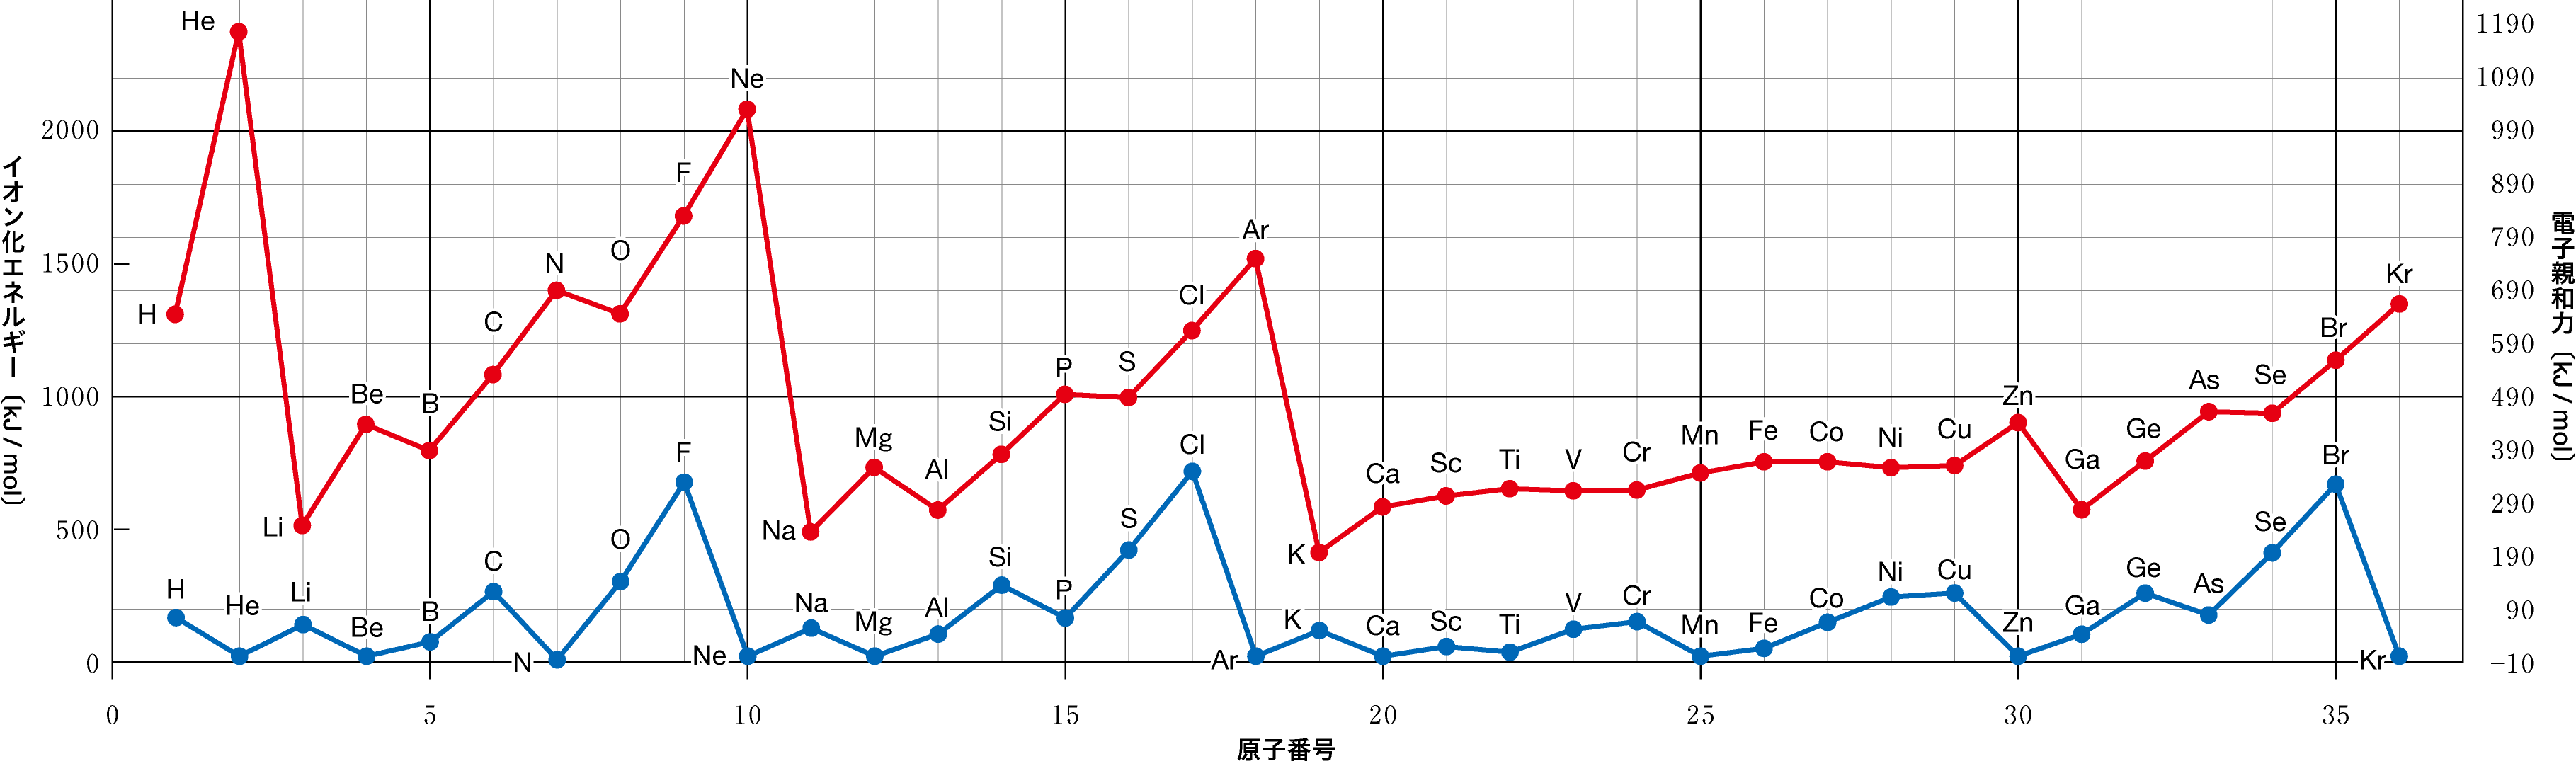 イオン化エネルギー〔kJ/mol〕
2000
1500
1000
500
0
H
He
Li
Be
B
C
N
O
F
Ne
Na
Mg
Al
Si
P
S
Cl
Ar
K
Ca
Sc
Ti
V
Cr
Mn
Fe
Co
Ni
Cu
Zn
Ga
Ge
As
Se
Br
Kr
H
He
Li
Be
B
C
N
O
F
Ne
Na
Mg
Al
Si
P
S
Cl
Ar
K
Ca
Sc
Ti
V
Cr
Mn
Fe
Co
Ni
Cu
Zn
Ga
Ge
As
Se
Br
Kr
1190
1090
990
890
790
690
590
490
390
290
190
90
−10
電子親和力〔kJ/mol〕
0 5 10 15 20 25 30 35
原子番号